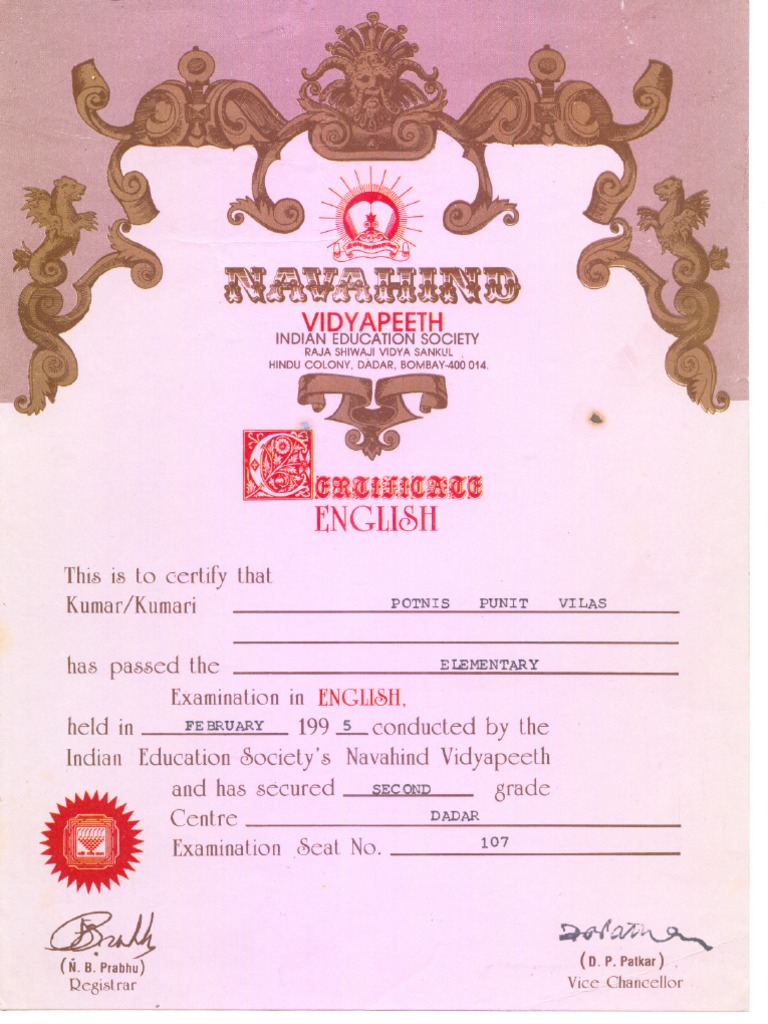 NAVAHIND
VIDYAPEETH
INDIAN EDUCATION SOCIETY
RAJA SHIWAJI VIDYA SANKUL
HINDU COLONY, DADAR, BOMBAY-400 014.
CERTIFICATE
ENGLISH
This is to certify that
Kumar/Kumari POTNIS PUNIT VILAS
has passed the ELEMENTARY
Examination in ENGLISH,
held in FEBRUARY 199 5 conducted by the
Indian Education Society's Navahind Vidyapeeth
and has secured SECOND grade
Centre DADAR
Examination Seat No. 107
(N. B. Prabhu)
Registrar
(D. P. Patkar)
Vice Chancellor